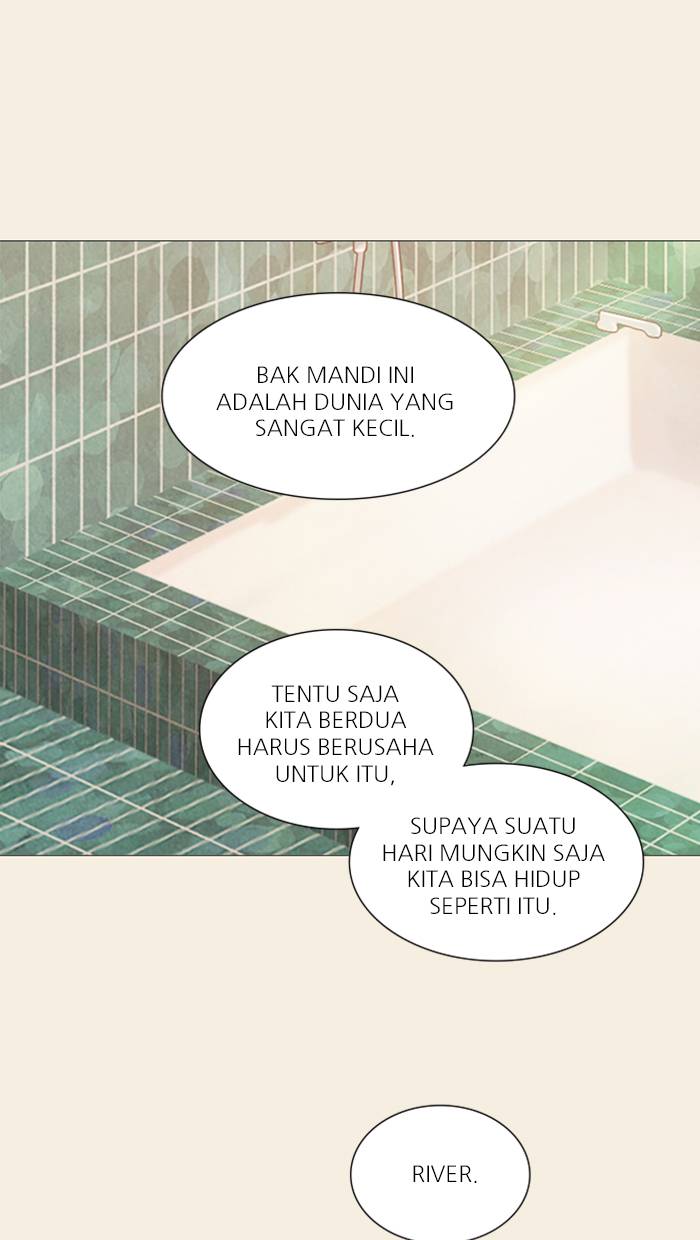 BAK MANDI INI
ADALAH DUNIA YANG
SANGAT KECIL.
TENTU SAJA
KITA BERDUA
HARUS BERUSAHA
UNTUK ITU,
SUPAYA SUATU
HARI MUNGKIN SAJA
KITA BISA HIDUP
SEPERTI ITU.
RIVER.